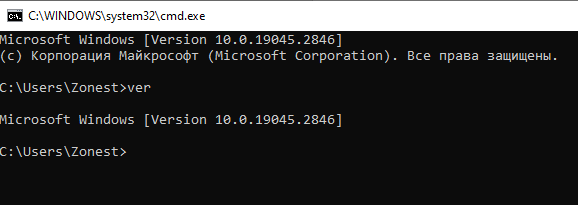 C:\WINDOWS\system32\cmd.exe
Microsoft Windows [Version 10.0.19045.2846]
(c) Корпорация Майкрософт (Microsoft Corporation). Все права защищены.
C:\Users\Zonest>ver
Microsoft Windows [Version 10.0.19045.2846]
C:\Users\Zonest>